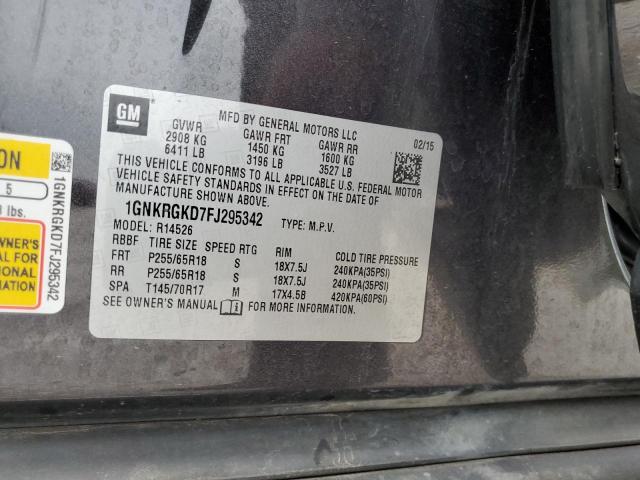 GM
MFD BY GENERAL MOTORS LLC
02/15
GVWR GAWR FRT GAWR RR
2908 KG 1450 KG 1600 KG
6411 LB 3196 LB 3527 LB
THIS VEHICLE CONFORMS TO ALL APPLICABLE U.S. FEDERAL MOTOR
VEHICLE SAFETY STANDARDS IN EFFECT ON THE DATE OF
MANUFACTURE SHOWN ABOVE.
1GNKRGKD7FJ295342 TYPE: M.P.V.
MODEL: R14526
RBBF TIRE SIZE SPEED RTG RIM COLD TIRE PRESSURE
FRT P255/65R18 S 18X7.5J 240KPA(35PSI)
RR P255/65R18 S 18X7.5J 240KPA(35PSI)
SPA T145/70R17 M 17X4.5B 420KPA(60PSI)
SEE OWNER'S MANUAL FOR MORE INFORMATION.
ION
5
lbs.
WNER'S
FOR
IONAL
MATION
1GNKRGKD7FJ295342